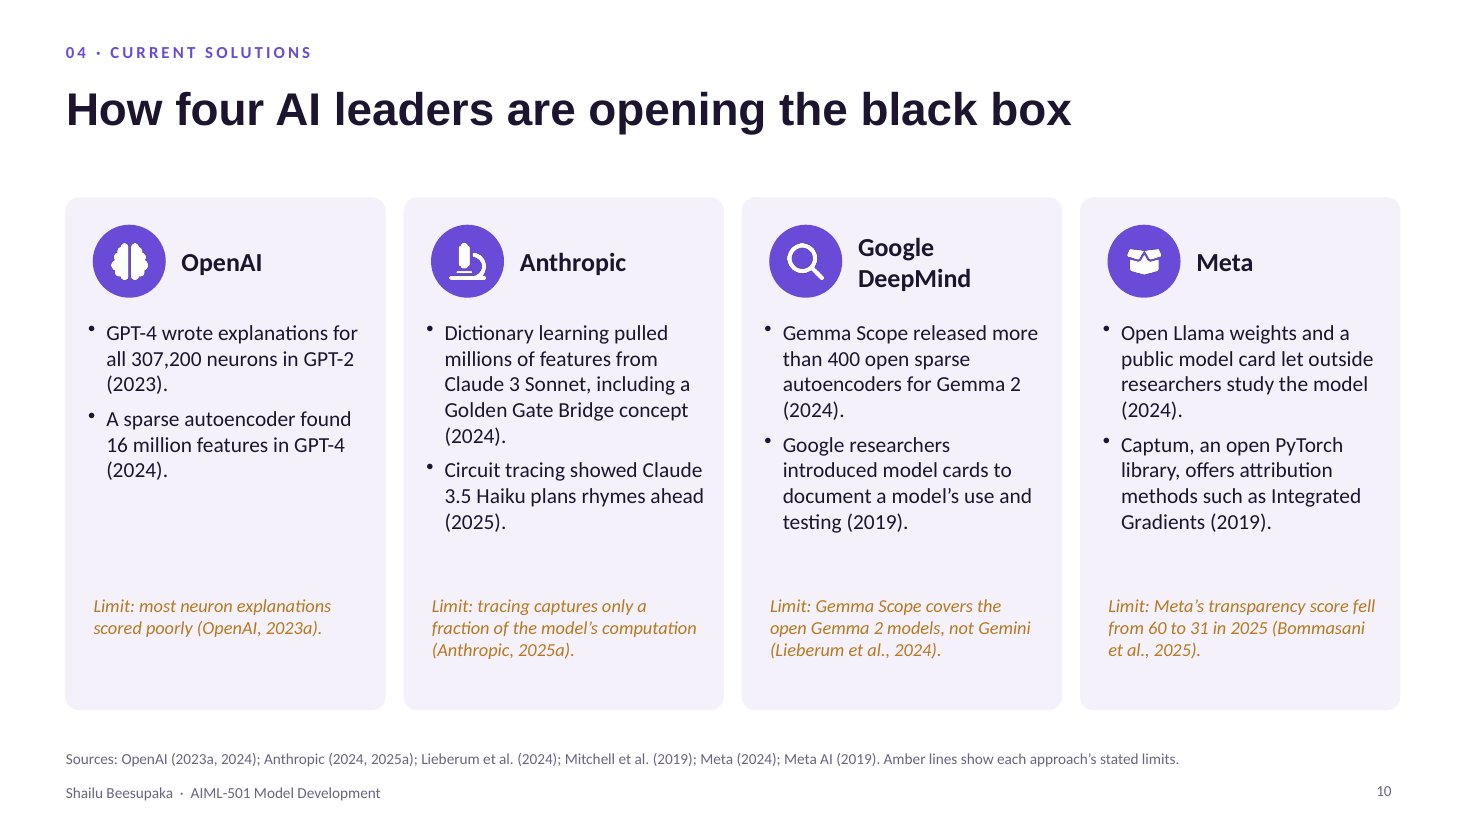 04 · CURRENT SOLUTIONS
How four AI leaders are opening the black box
OpenAI
• GPT-4 wrote explanations for
all 307,200 neurons in GPT-2
(2023).
• A sparse autoencoder found
16 million features in GPT-4
(2024).
Limit: most neuron explanations
scored poorly (OpenAI, 2023a).
Anthropic
• Dictionary learning pulled
millions of features from
Claude 3 Sonnet, including a
Golden Gate Bridge concept
(2024).
• Circuit tracing showed Claude
3.5 Haiku plans rhymes ahead
(2025).
Limit: tracing captures only a
fraction of the model’s computation
(Anthropic, 2025a).
Google
DeepMind
• Gemma Scope released more
than 400 open sparse
autoencoders for Gemma 2
(2024).
• Google researchers
introduced model cards to
document a model’s use and
testing (2019).
Limit: Gemma Scope covers the
open Gemma 2 models, not Gemini
(Lieberum et al., 2024).
Meta
• Open Llama weights and a
public model card let outside
researchers study the model
(2024).
• Captum, an open PyTorch
library, offers attribution
methods such as Integrated
Gradients (2019).
Limit: Meta’s transparency score fell
from 60 to 31 in 2025 (Bommasani
et al., 2025).
Sources: OpenAI (2023a, 2024); Anthropic (2024, 2025a); Lieberum et al. (2024); Mitchell et al. (2019); Meta (2024); Meta AI (2019). Amber lines show each approach’s stated limits.
Shailu Beesupaka · AIML-501 Model Development
10